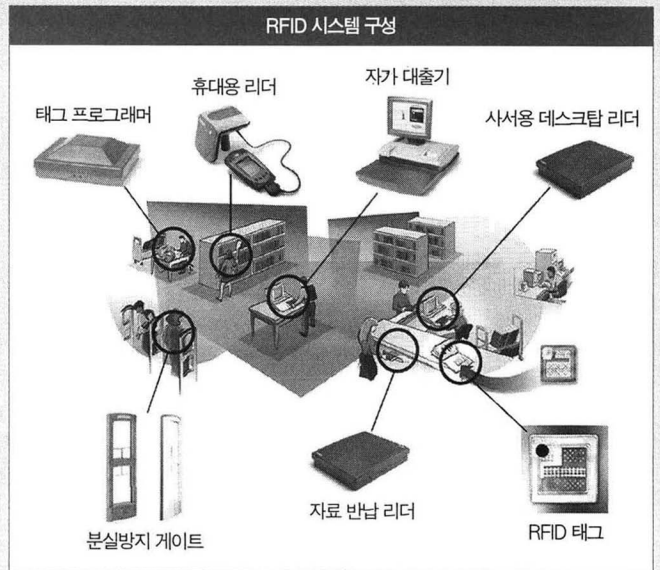 RFID 시스템 구성
태그 프로그래머
휴대용 리더
자가 대출기
사서용 데스크탑 리더
분실방지 게이트
자료 반납 리더
RFID 태그